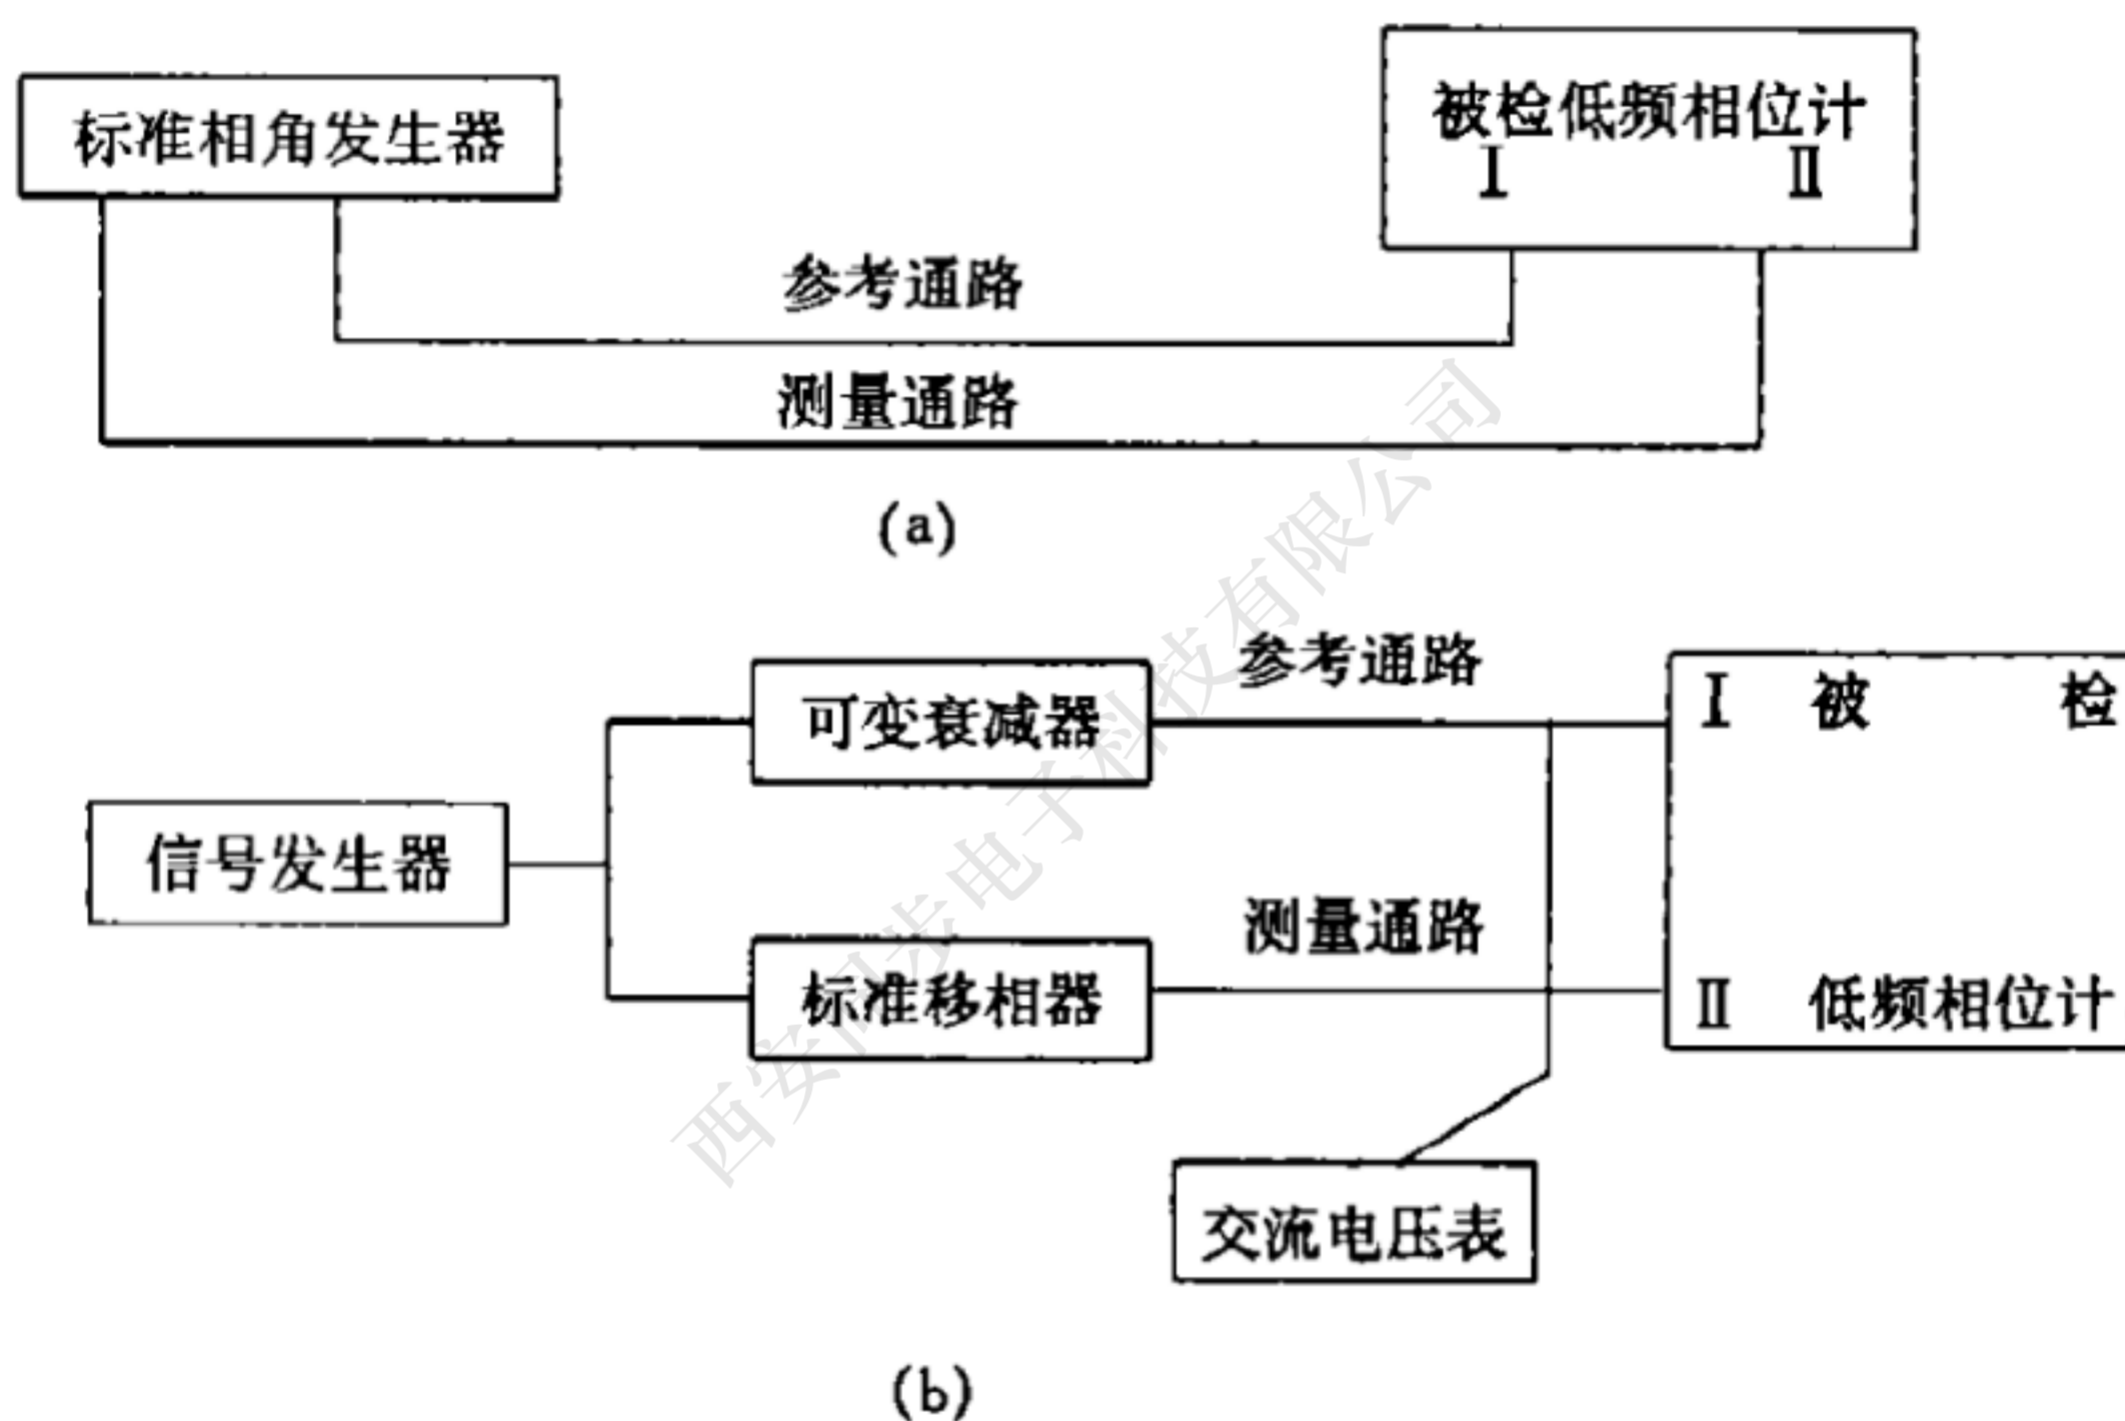 标准相角发生器
被检低频相位计
Ⅰ Ⅱ
参考通路
测量通路
(a)
参考通路
可变衰减器
Ⅰ 被 检
信号发生器
测量通路
标准移相器
Ⅱ 低频相位计
交流电压表
(b)
西安同步电子科技有限公司